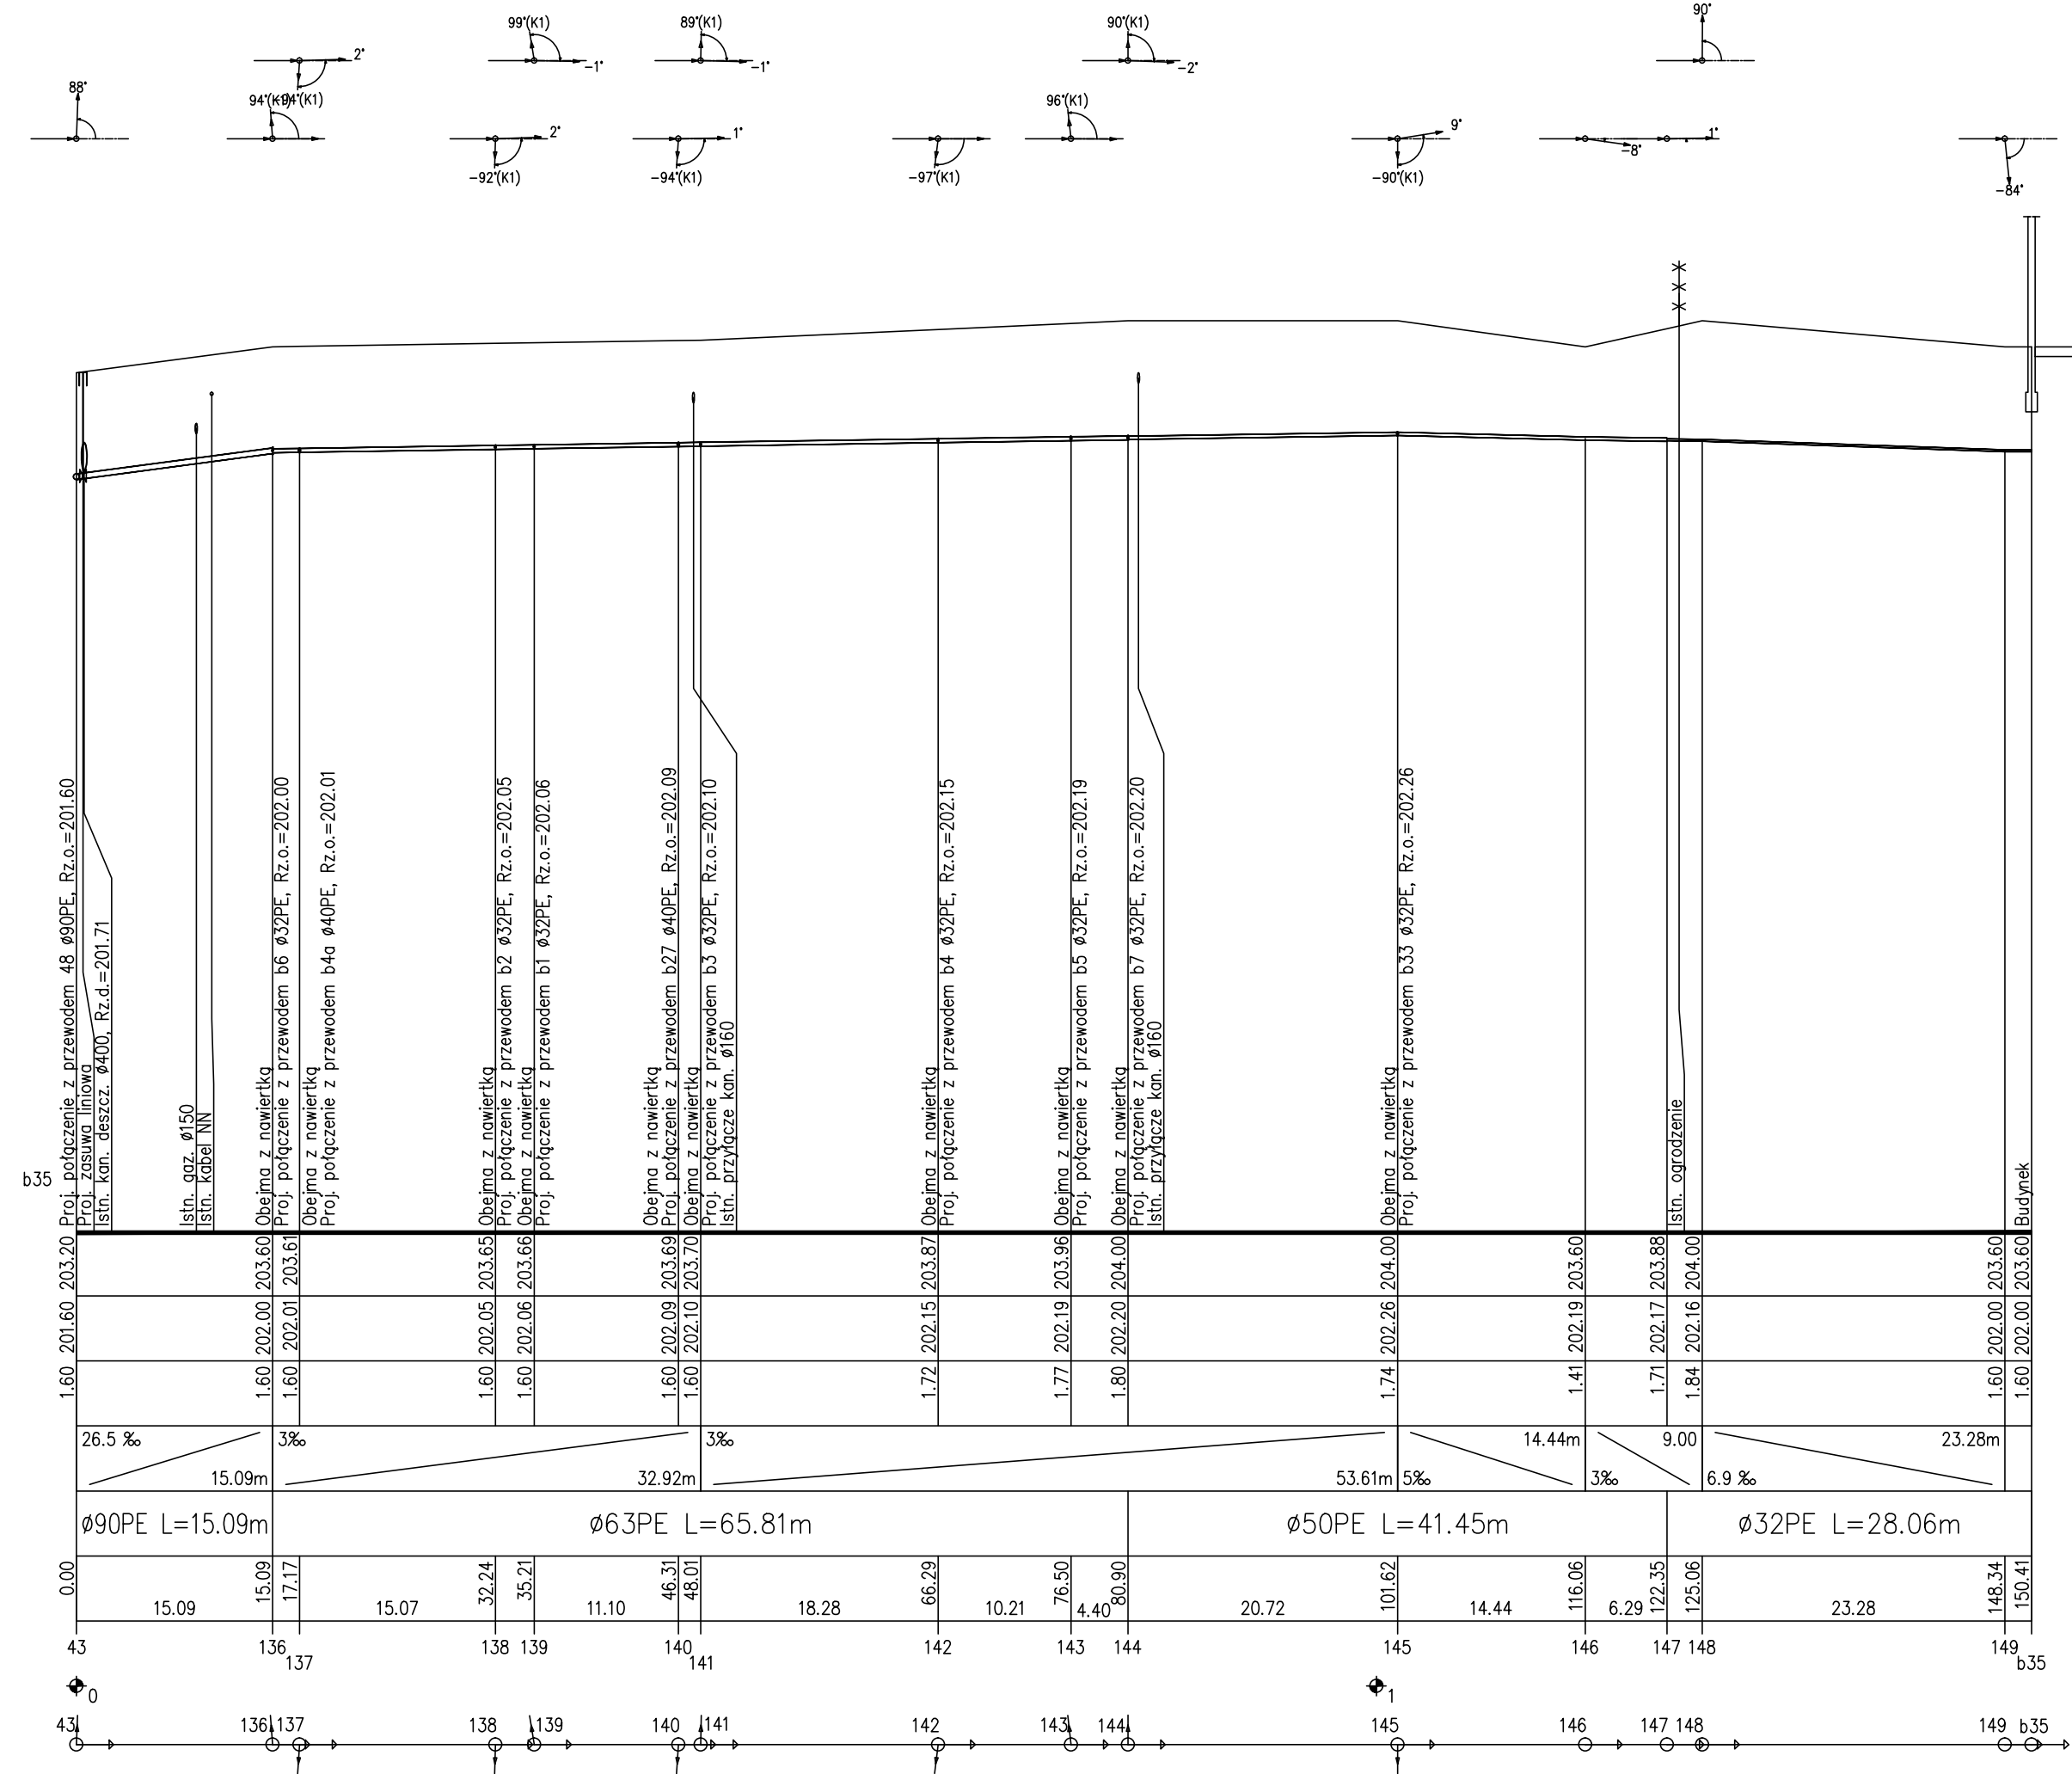 99°(K1)
89°(K1)
90°(K1)
90°
2°
-1°
-1°
-2°
88°
94°(K1)
-94°(K1)
96°(K1)
2°
1°
9°
-8°
1°
-92°(K1)
-94°(K1)
-97°(K1)
-90°(K1)
-84°
b35
Proj. połączenie z przewodem 48 ø90PE, Rz.o.=201.60
Proj. zasuwa liniowa
Istn. kan. deszcz. ø400, Rz.d.=201.71
Istn. gaz. ø150
Istn. kabel NN
Obejma z nawiertką
Proj. połączenie z przewodem b6 ø32PE, Rz.o.=202.00
Obejma z nawiertką
Proj. połączenie z przewodem b4a ø40PE, Rz.o.=202.01
Obejma z nawiertką
Proj. połączenie z przewodem b2 ø32PE, Rz.o.=202.05
Obejma z nawiertką
Proj. połączenie z przewodem b1 ø32PE, Rz.o.=202.06
Obejma z nawiertką
Proj. połączenie z przewodem b27 ø40PE, Rz.o.=202.09
Obejma z nawiertką
Proj. połączenie z przewodem b3 ø32PE, Rz.o.=202.10
Istn. przyłącze kan. ø160
Obejma z nawiertką
Proj. połączenie z przewodem b4 ø32PE, Rz.o.=202.15
Obejma z nawiertką
Proj. połączenie z przewodem b5 ø32PE, Rz.o.=202.19
Obejma z nawiertką
Proj. połączenie z przewodem b7 ø32PE, Rz.o.=202.20
Istn. przyłącze kan. ø160
Obejma z nawiertką
Proj. połączenie z przewodem b33 ø32PE, Rz.o.=202.26
Istn. ogrodzenie
Budynek
203.20 203.60 203.61 203.65 203.66 203.69 203.70 203.87 203.96 204.00 204.00 203.60 203.88 204.00 203.60 203.60
201.60 202.00 202.01 202.05 202.06 202.09 202.10 202.15 202.19 202.20 202.26 202.19 202.17 202.16 202.00 202.00
1.60 1.60 1.60 1.60 1.60 1.60 1.60 1.72 1.77 1.80 1.74 1.41 1.71 1.84 1.60 1.60
26.5 ‰ 3‰ 3‰ 14.44m 9.00 23.28m
15.09m 32.92m 53.61m 5‰ 3‰ 6.9 ‰
ø90PE L=15.09m ø63PE L=65.81m ø50PE L=41.45m ø32PE L=28.06m
0.00 15.09 17.17 32.24 35.21 46.31 48.01 66.29 76.50 80.90 101.62 116.06 122.35 125.06 148.34 150.41
15.09 15.07 11.10 18.28 10.21 4.40 20.72 14.44 6.29 23.28
43 136 138 139 140 142 143 144 145 146 147 148 149
137 141 b35
0 1
43 136 137 138 139 140 141 142 143 144 145 146 147 148 149 b35